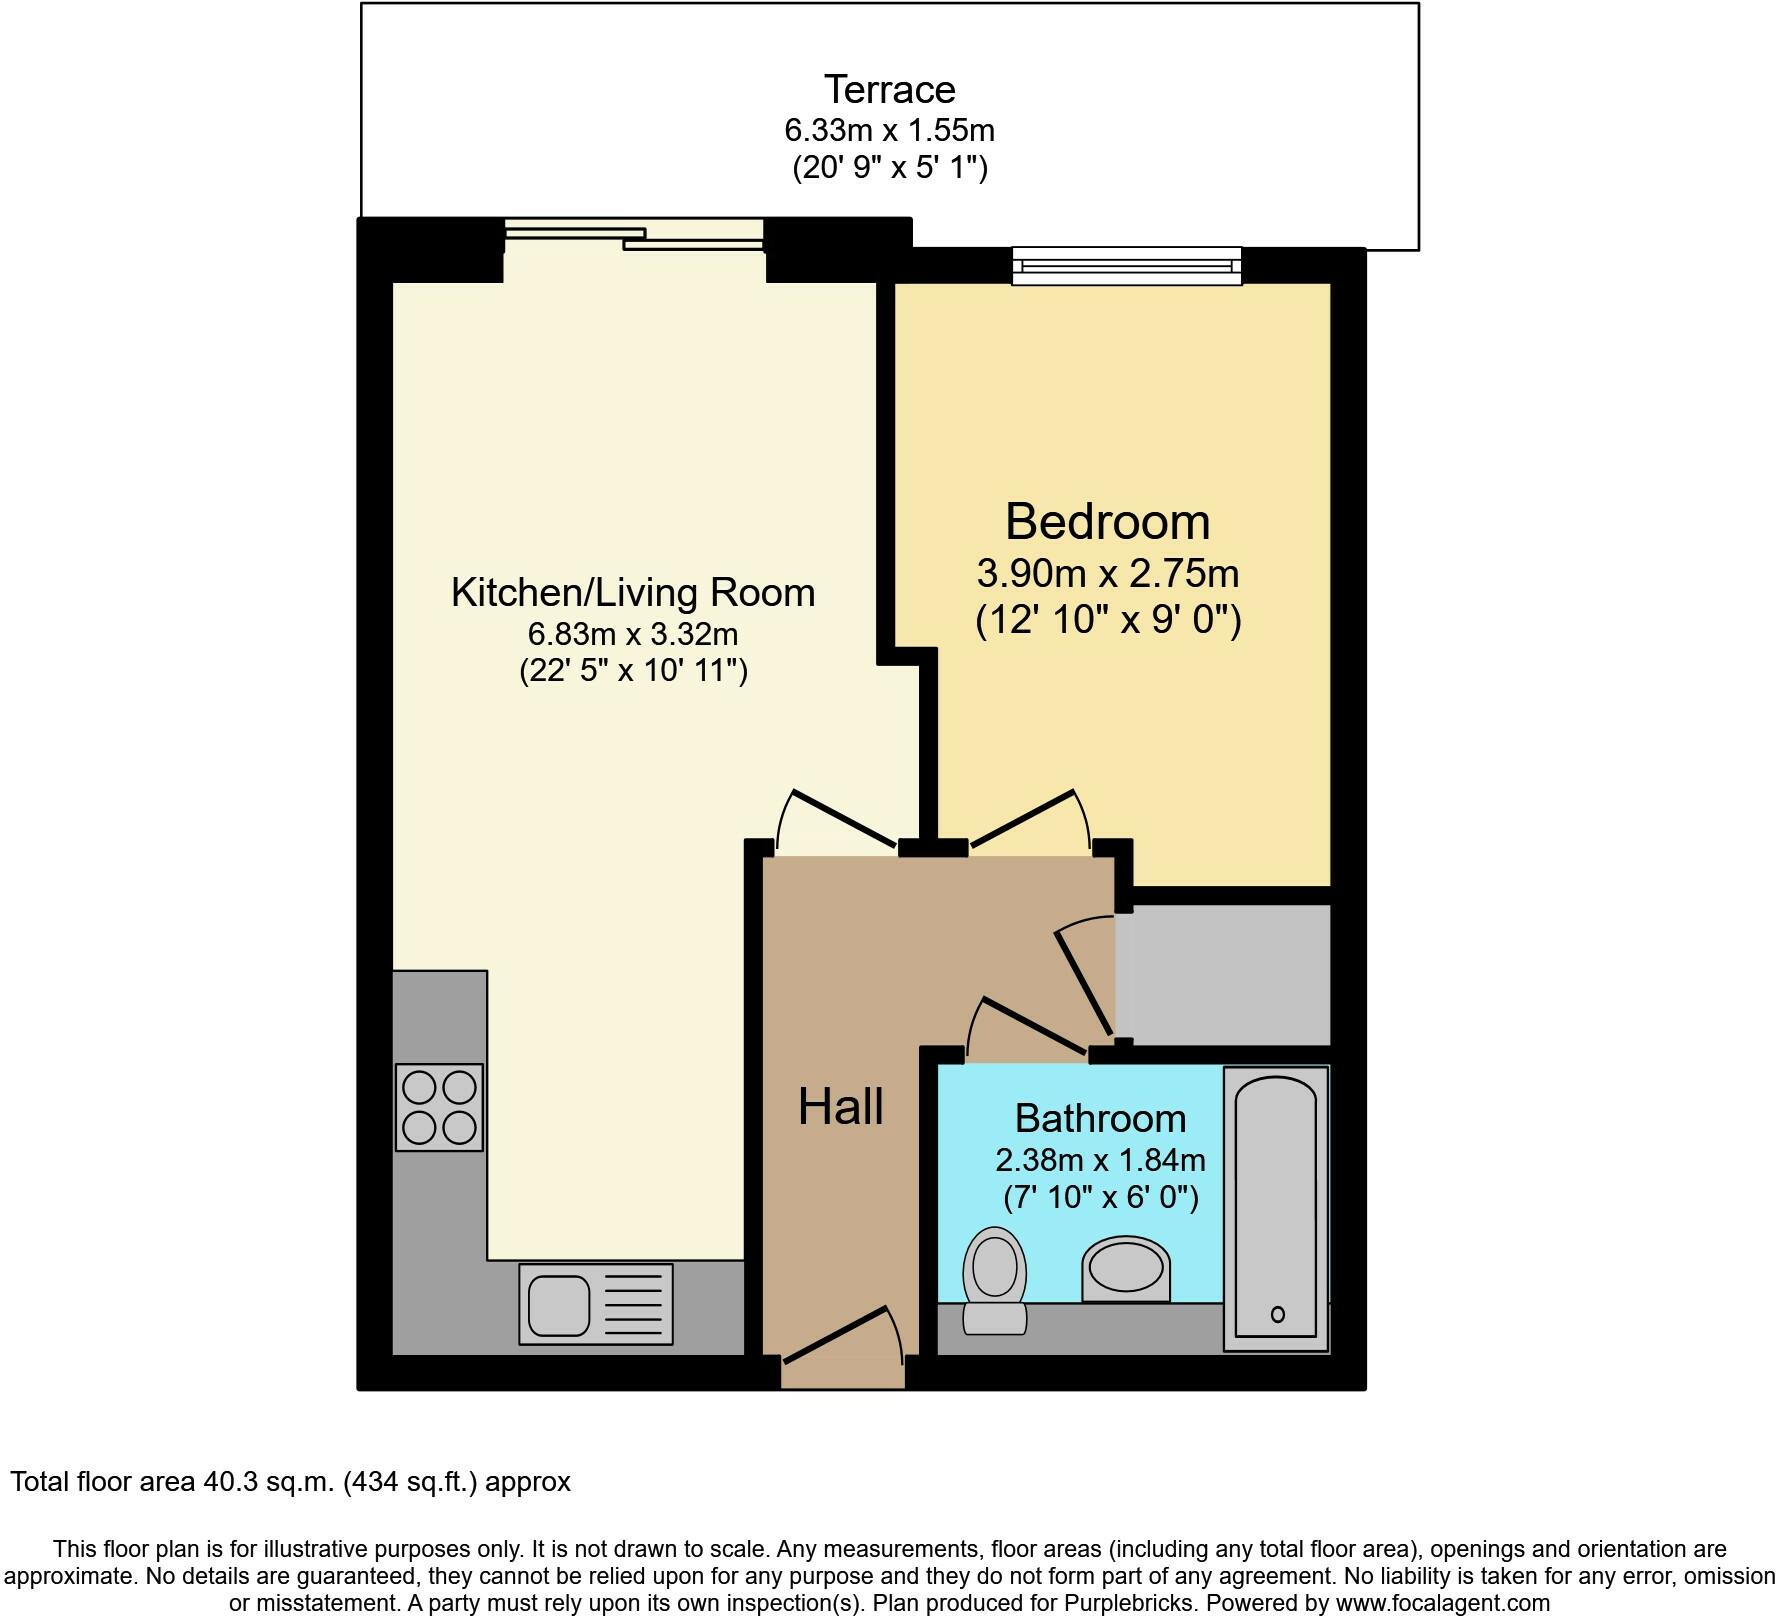 Terrace
6.33m x 1.55m
(20' 9" x 5' 1")
Bedroom
3.90m x 2.75m
(12' 10" x 9' 0")
Kitchen/Living Room
6.83m x 3.32m
(22' 5" x 10' 11")
Hall
Bathroom
2.38m x 1.84m
(7' 10" x 6' 0")
Total floor area 40.3 sq.m. (434 sq.ft.) approx
This floor plan is for illustrative purposes only. It is not drawn to scale. Any measurements, floor areas (including any total floor area), openings and orientation are
approximate. No details are guaranteed, they cannot be relied upon for any purpose and they do not form part of any agreement. No liability is taken for any error, omission
or misstatement. A party must rely upon its own inspection(s). Plan produced for Purplebricks. Powered by www.focalagent.com